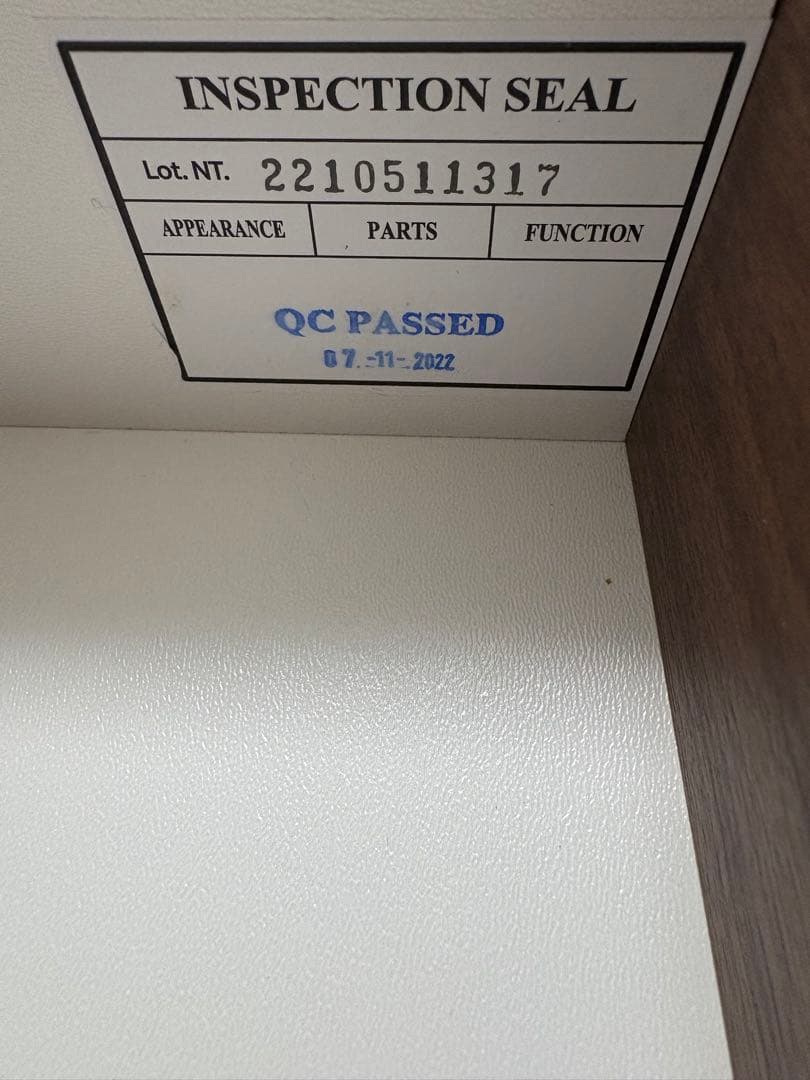 INSPECTION SEAL
Lot. NT. 2210511317
APPEARANCE PARTS FUNCTION
QC PASSED
07.-11-.2022